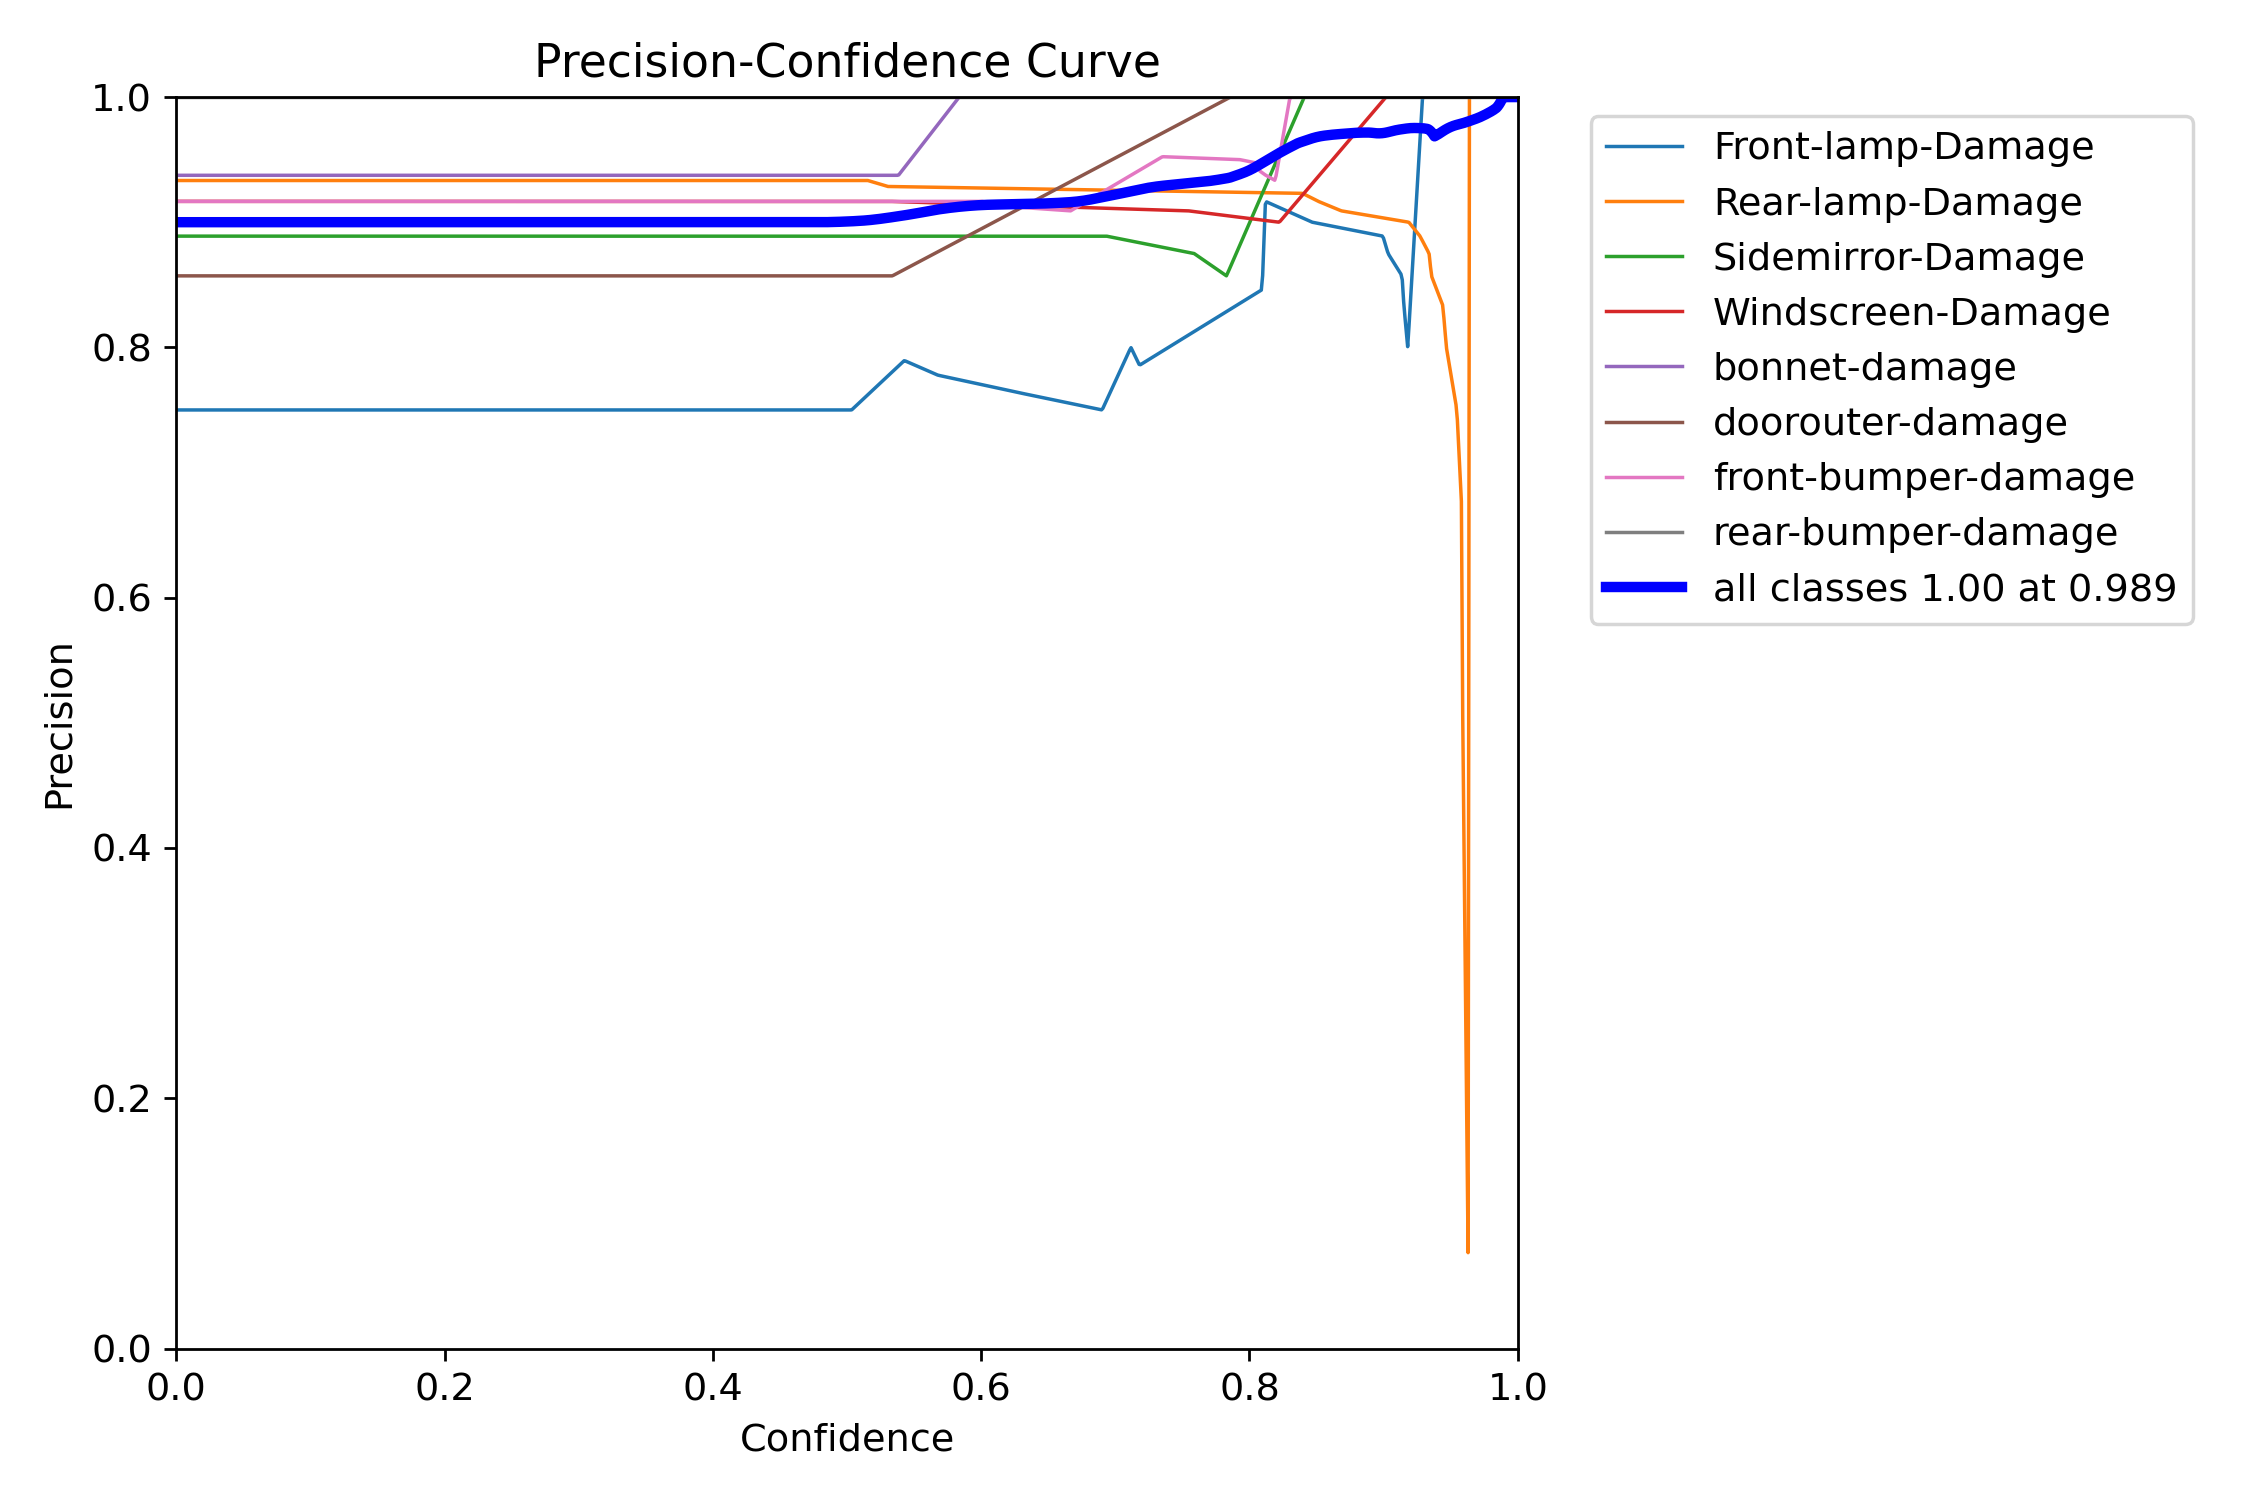 Precision-Confidence Curve
1.0
0.8
0.6
0.4
0.2
0.0
Precision
0.0 0.2 0.4 0.6 0.8 1.0
Confidence
Front-lamp-Damage
Rear-lamp-Damage
Sidemirror-Damage
Windscreen-Damage
bonnet-damage
doorouter-damage
front-bumper-damage
rear-bumper-damage
all classes 1.00 at 0.989